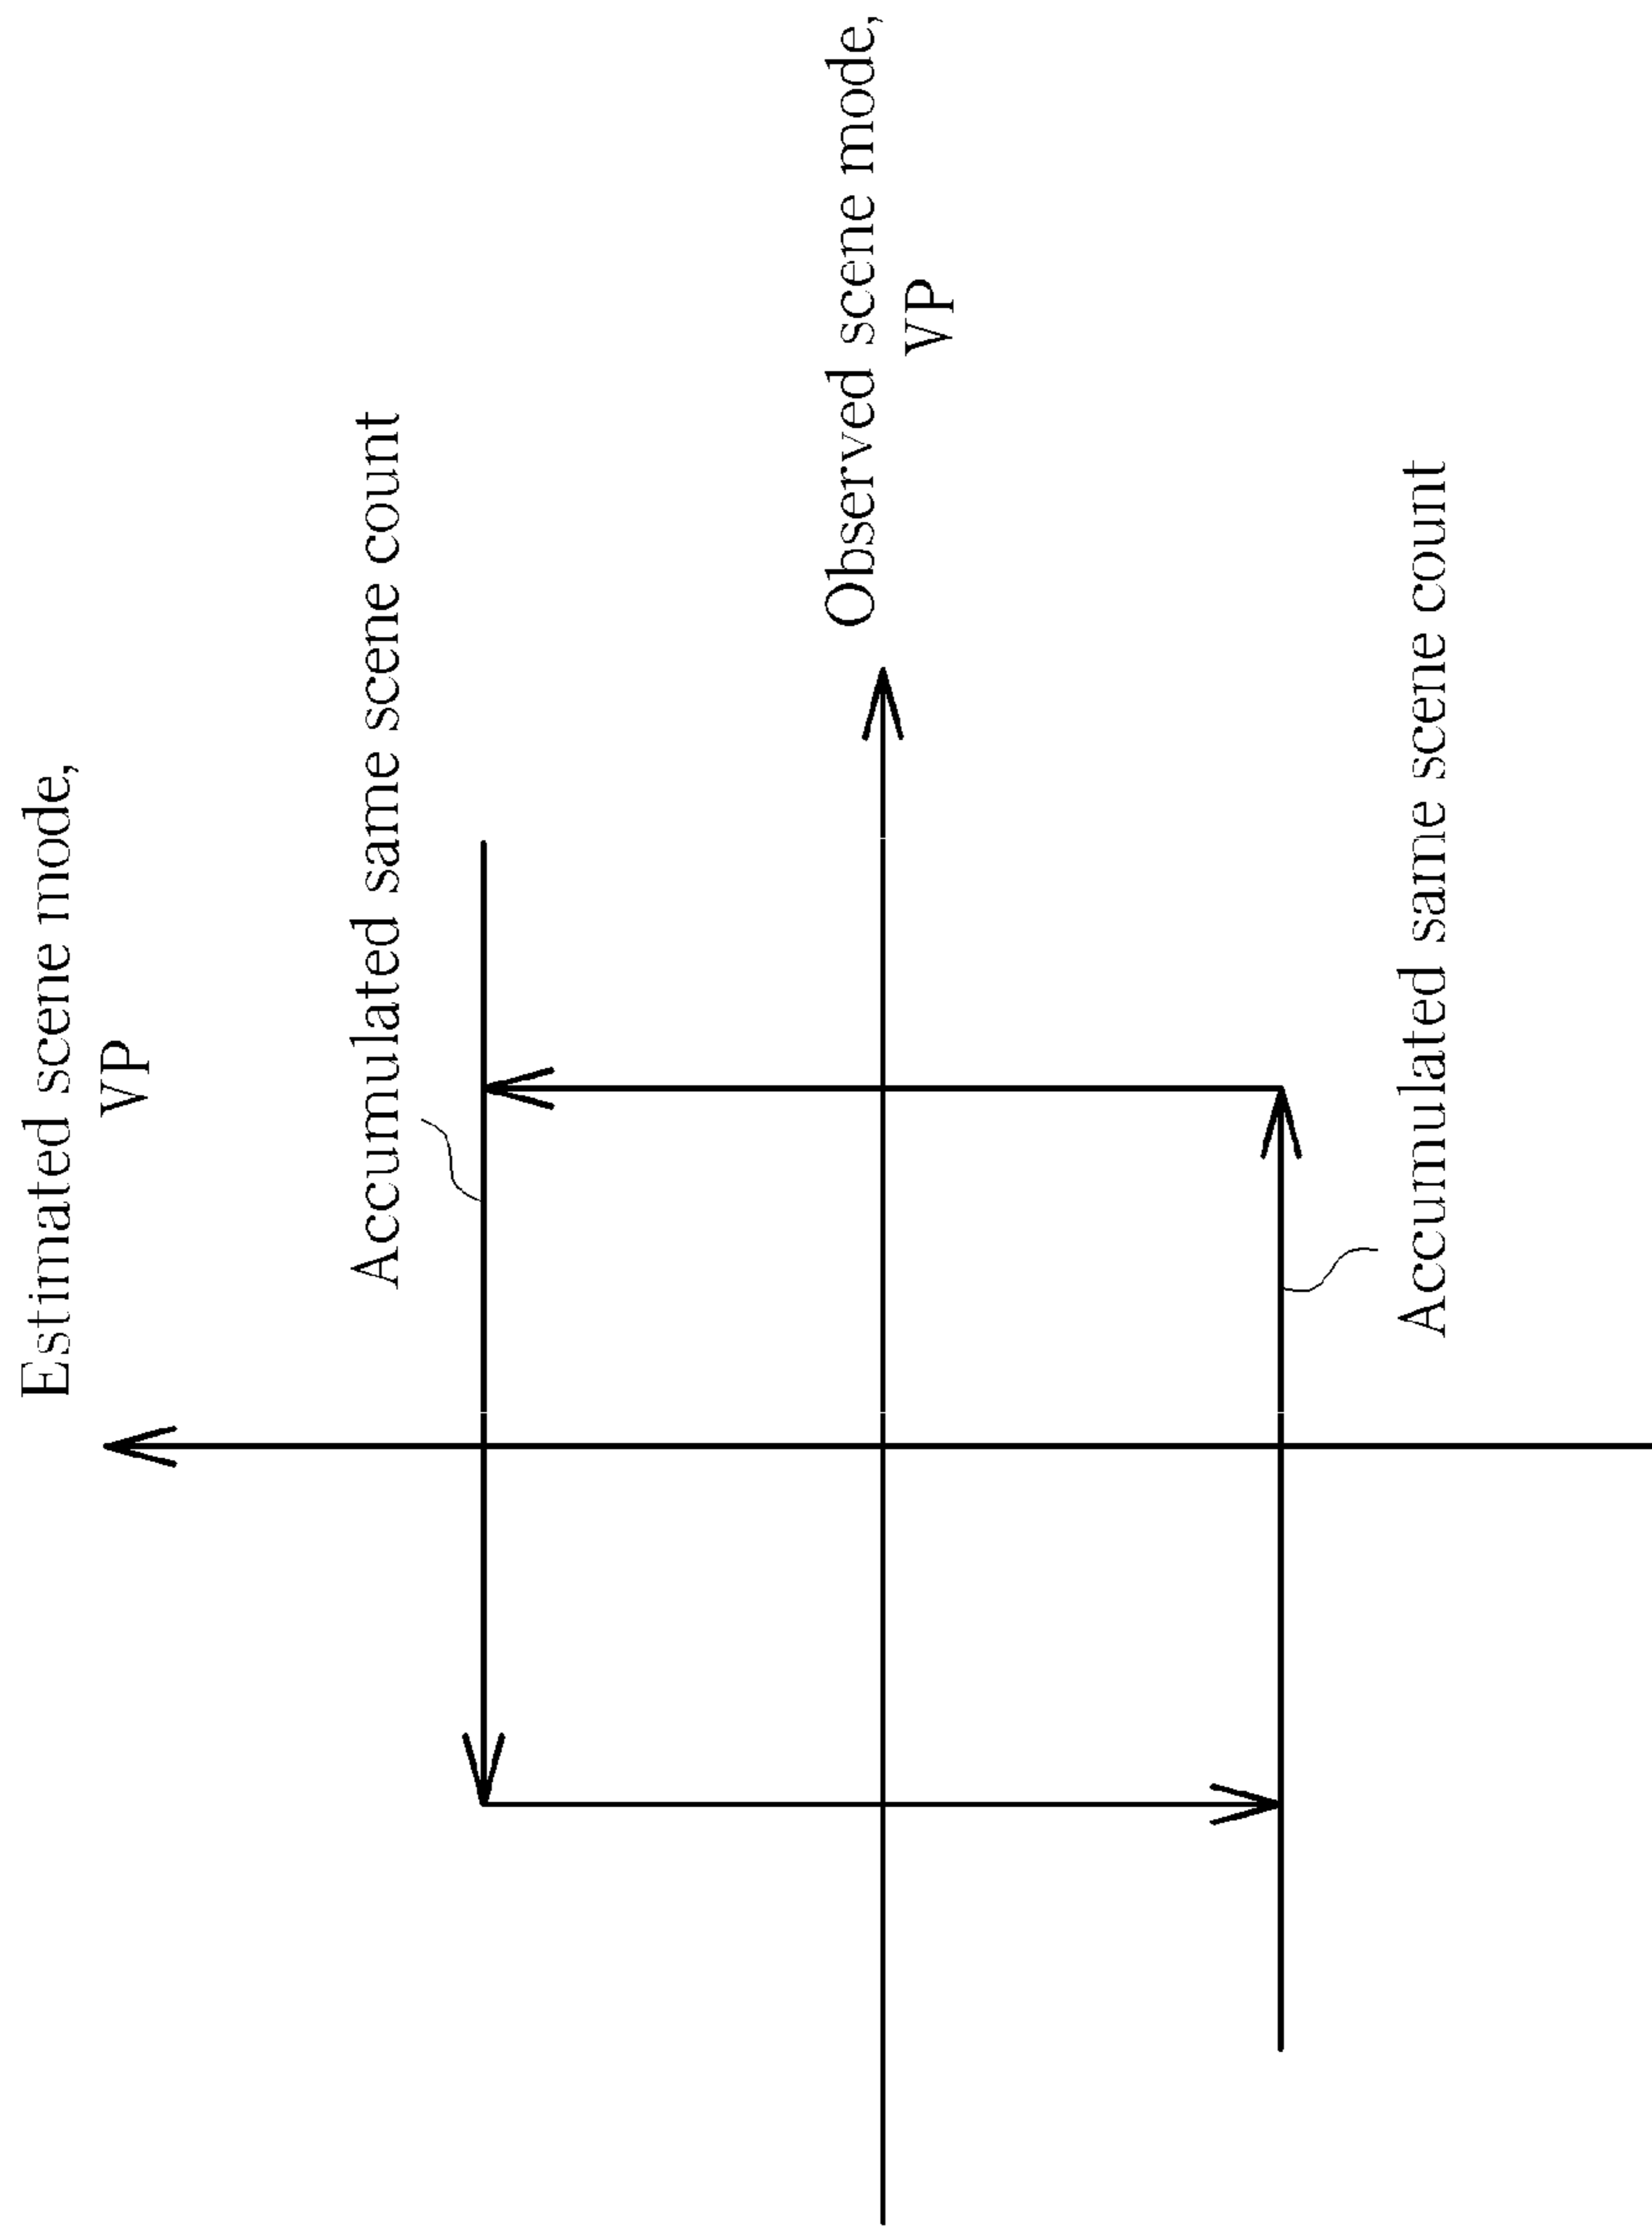 Estimated scene mode,
VP
Accumulated same scene count
Observed scene mode,
VP
Accumulated same scene count